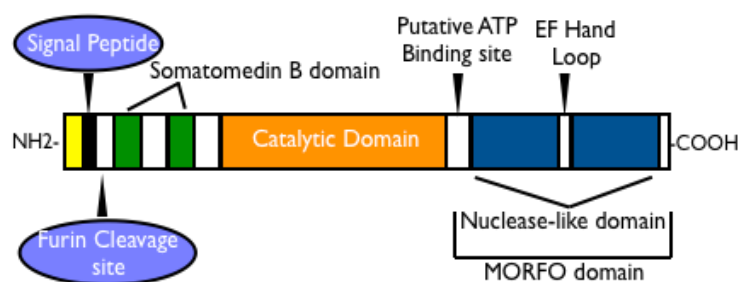 Signal Peptide
Somatomedin B domain
Putative ATP
Binding site
EF Hand
Loop
NH2-
Catalytic Domain
-COOH
Furin Cleavage
site
Nuclease-like domain
MORFO domain